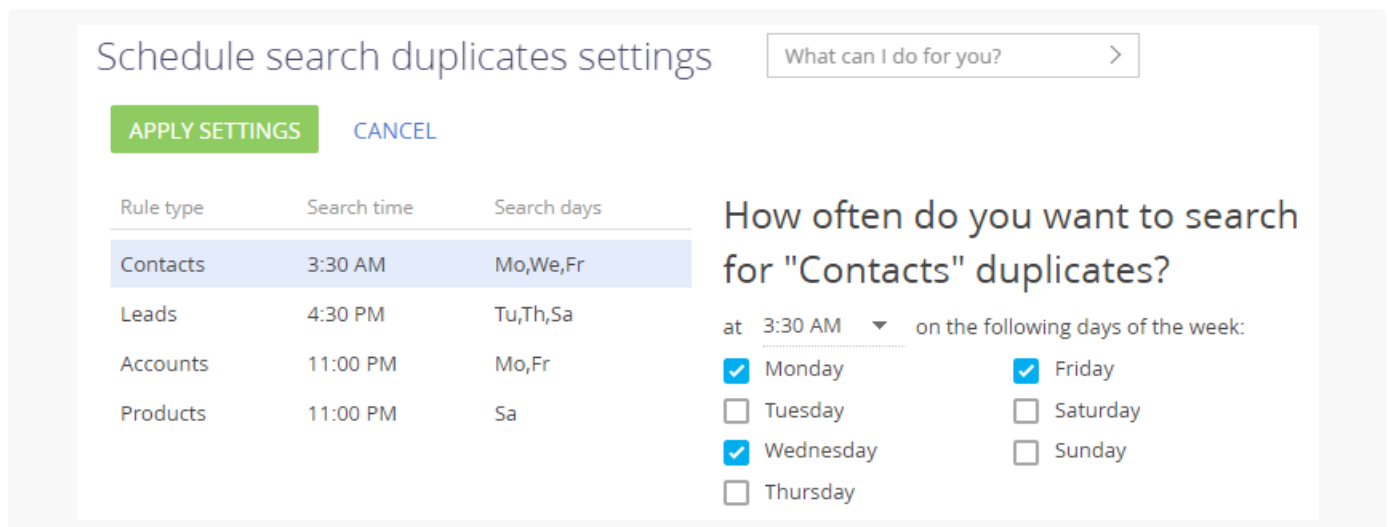 Schedule search duplicates settings
What can I do for you?
APPLY SETTINGS CANCEL
Rule type Search time Search days
Contacts 3:30 AM Mo,We,Fr
Leads 4:30 PM Tu,Th,Sa
Accounts 11:00 PM Mo,Fr
Products 11:00 PM Sa
How often do you want to search
for "Contacts" duplicates?
at 3:30 AM on the following days of the week:
Monday Friday
Tuesday Saturday
Wednesday Sunday
Thursday